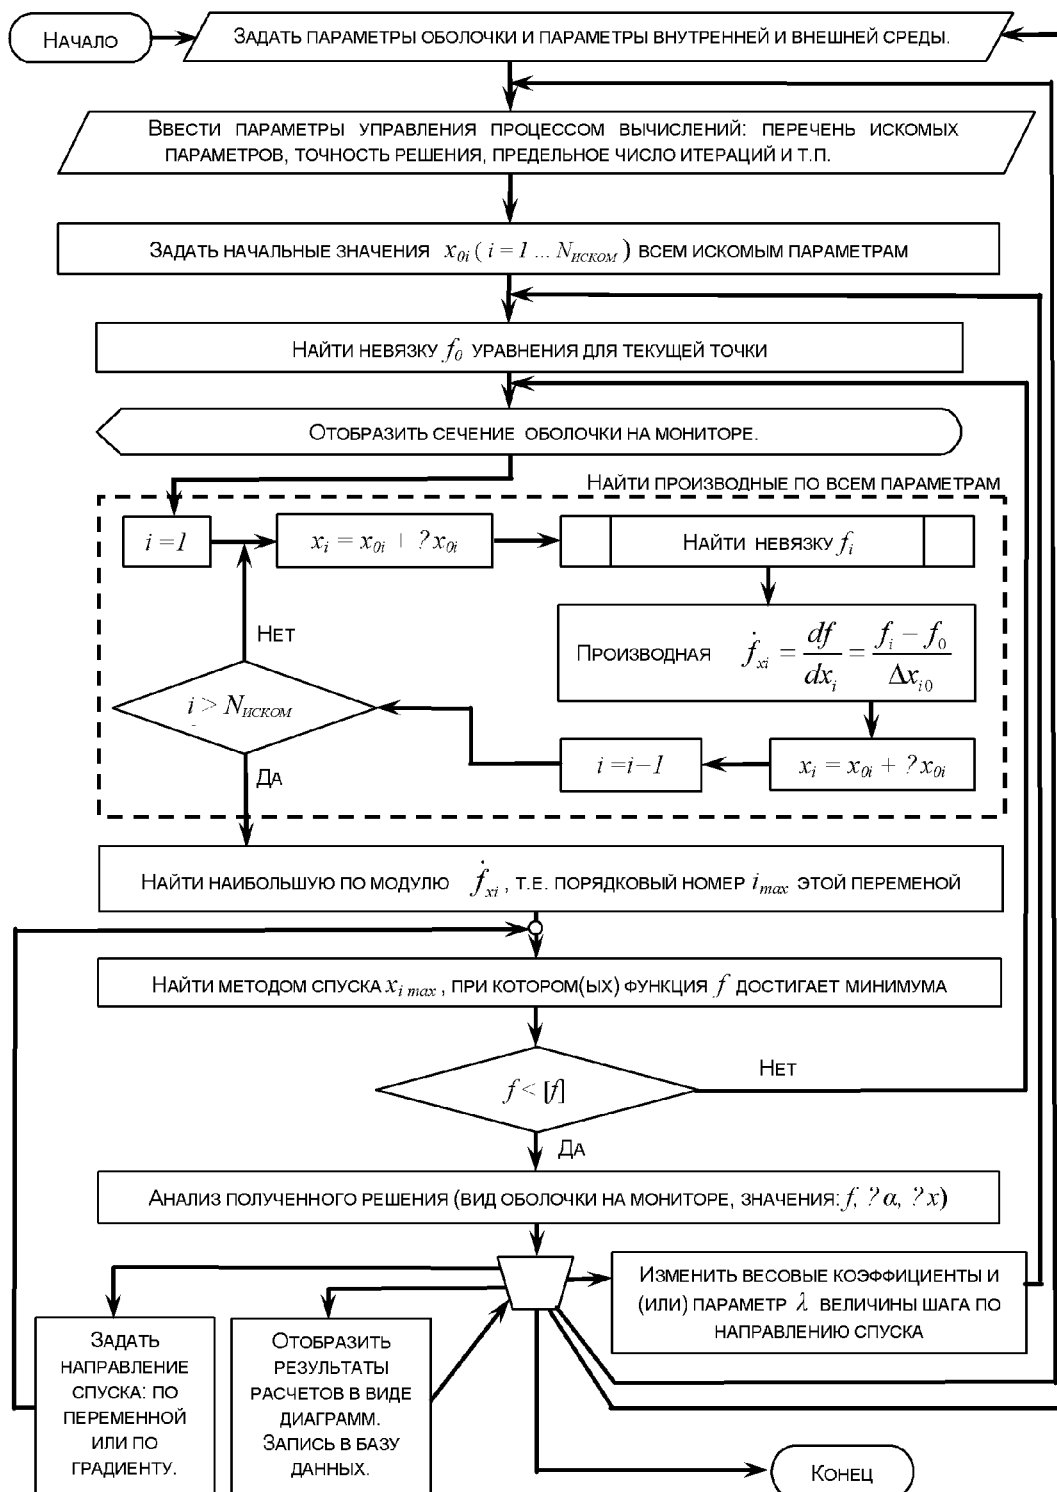 Начало
Задать параметры оболочки и параметры внутренней и внешней среды.
Ввести параметры управления процессом вычислений: перечень искомых
параметров, точность решения, предельное число итераций и т.п.
Задать начальные значения x0i ( i = 1 ... Nиском ) всем искомым параметрам
Найти невязку f0 уравнения для текущей точки
Отобразить сечение оболочки на мониторе.
Найти производные по всем параметрам
i =1
xi = x0i + ?x0i
Найти невязку fi
Нет
Производная ḟxi = df/dxi = (fi − f0)/Δxi0
i > Nиском
i =i−1
xi = x0i + ?x0i
Да
Найти наибольшую по модулю ḟxi , т.е. порядковый номер imax этой переменой
Найти методом спуска xi max , при котором(ых) функция f достигает минимума
f < [f]
Нет
Да
Анализ полученного решения (вид оболочки на мониторе, значения: f, ?α, ?x)
Изменить весовые коэффициенты и
(или) параметр λ величины шага по
направлению спуска
Задать
направление
спуска: по
переменной
или по
градиенту.
Отобразить
результаты
расчетов в виде
диаграмм.
Запись в базу
данных.
Конец